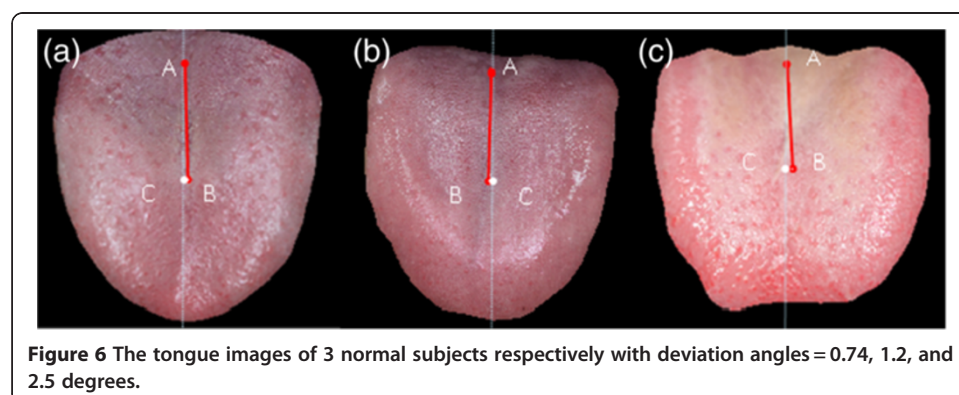 (a) (b) (c)
A A A
C B B C C B
Figure 6 The tongue images of 3 normal subjects respectively with deviation angles = 0.74, 1.2, and
2.5 degrees.